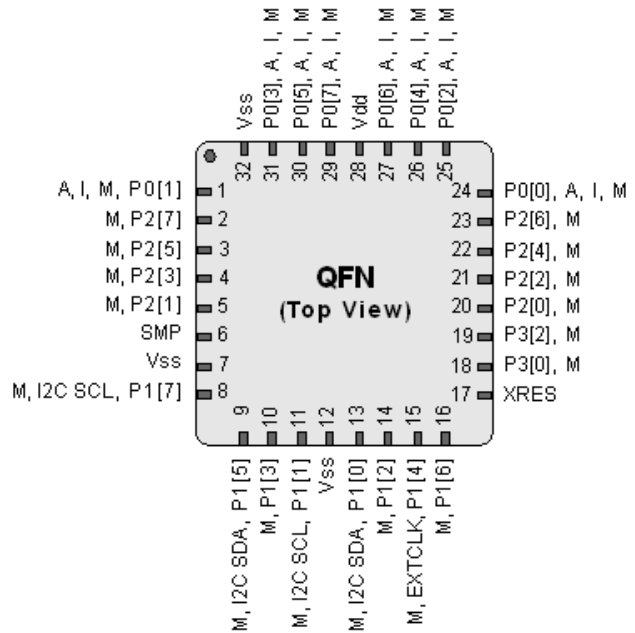 Vss
P0[3], A, I, M
P0[5], A, I, M
P0[7], A, I, M
Vdd
P0[6], A, I, M
P0[4], A, I, M
P0[2], A, I, M
32
31
30
29
28
27
26
25
A, I, M, P0[1]
1
M, P2[7]
2
M, P2[5]
3
M, P2[3]
4
M, P2[1]
5
SMP
6
Vss
7
M, I2C SCL, P1[7]
8
QFN
(Top View)
24
P0[0], A, I, M
23
P2[6], M
22
P2[4], M
21
P2[2], M
20
P2[0], M
19
P3[2], M
18
P3[0], M
17
XRES
9
10
11
12
13
14
15
16
M, I2C SDA, P1[5]
M, P1[3]
M, I2C SCL, P1[1]
Vss
M, I2C SDA, P1[0]
M, P1[2]
M, EXTCLK, P1[4]
M, P1[6]